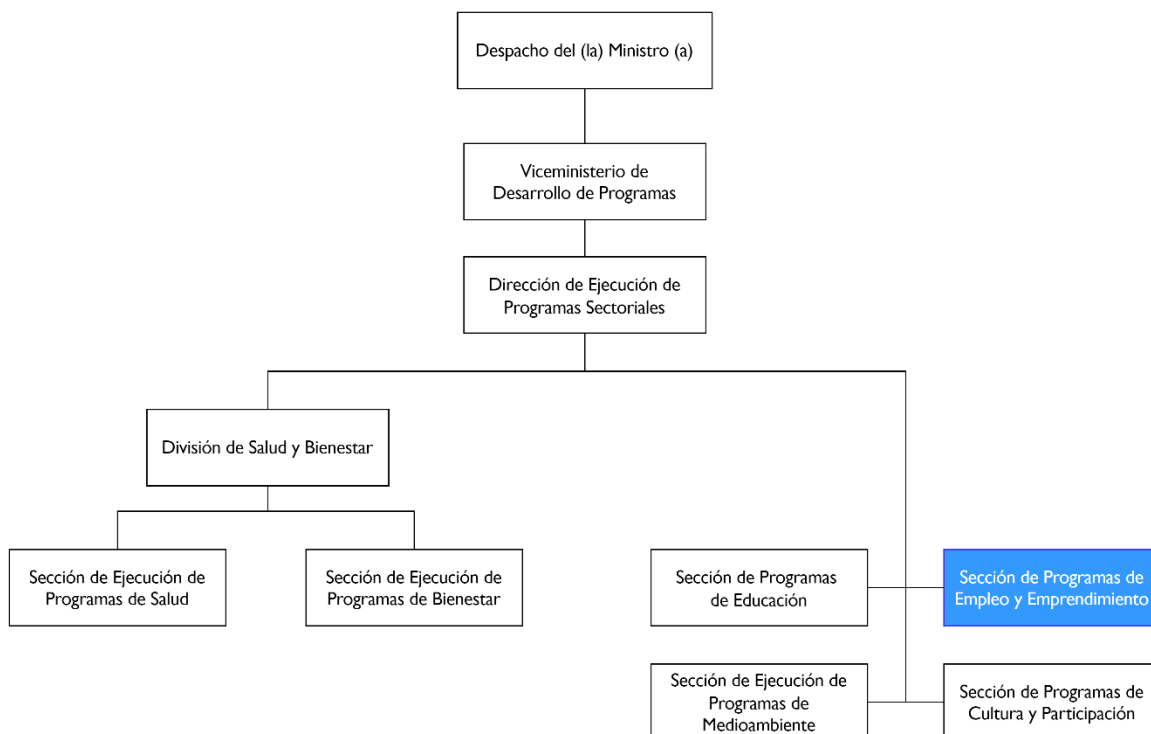 Despacho del (la) Ministro (a)
Viceministerio de
Desarrollo de Programas
Dirección de Ejecución de
Programas Sectoriales
División de Salud y Bienestar
Sección de Ejecución de
Programas de Salud
Sección de Ejecución de
Programas de Bienestar
Sección de Programas
de Educación
Sección de Programas de
Empleo y Emprendimiento
Sección de Ejecución de
Programas de
Medioambiente
Sección de Programas de
Cultura y Participación